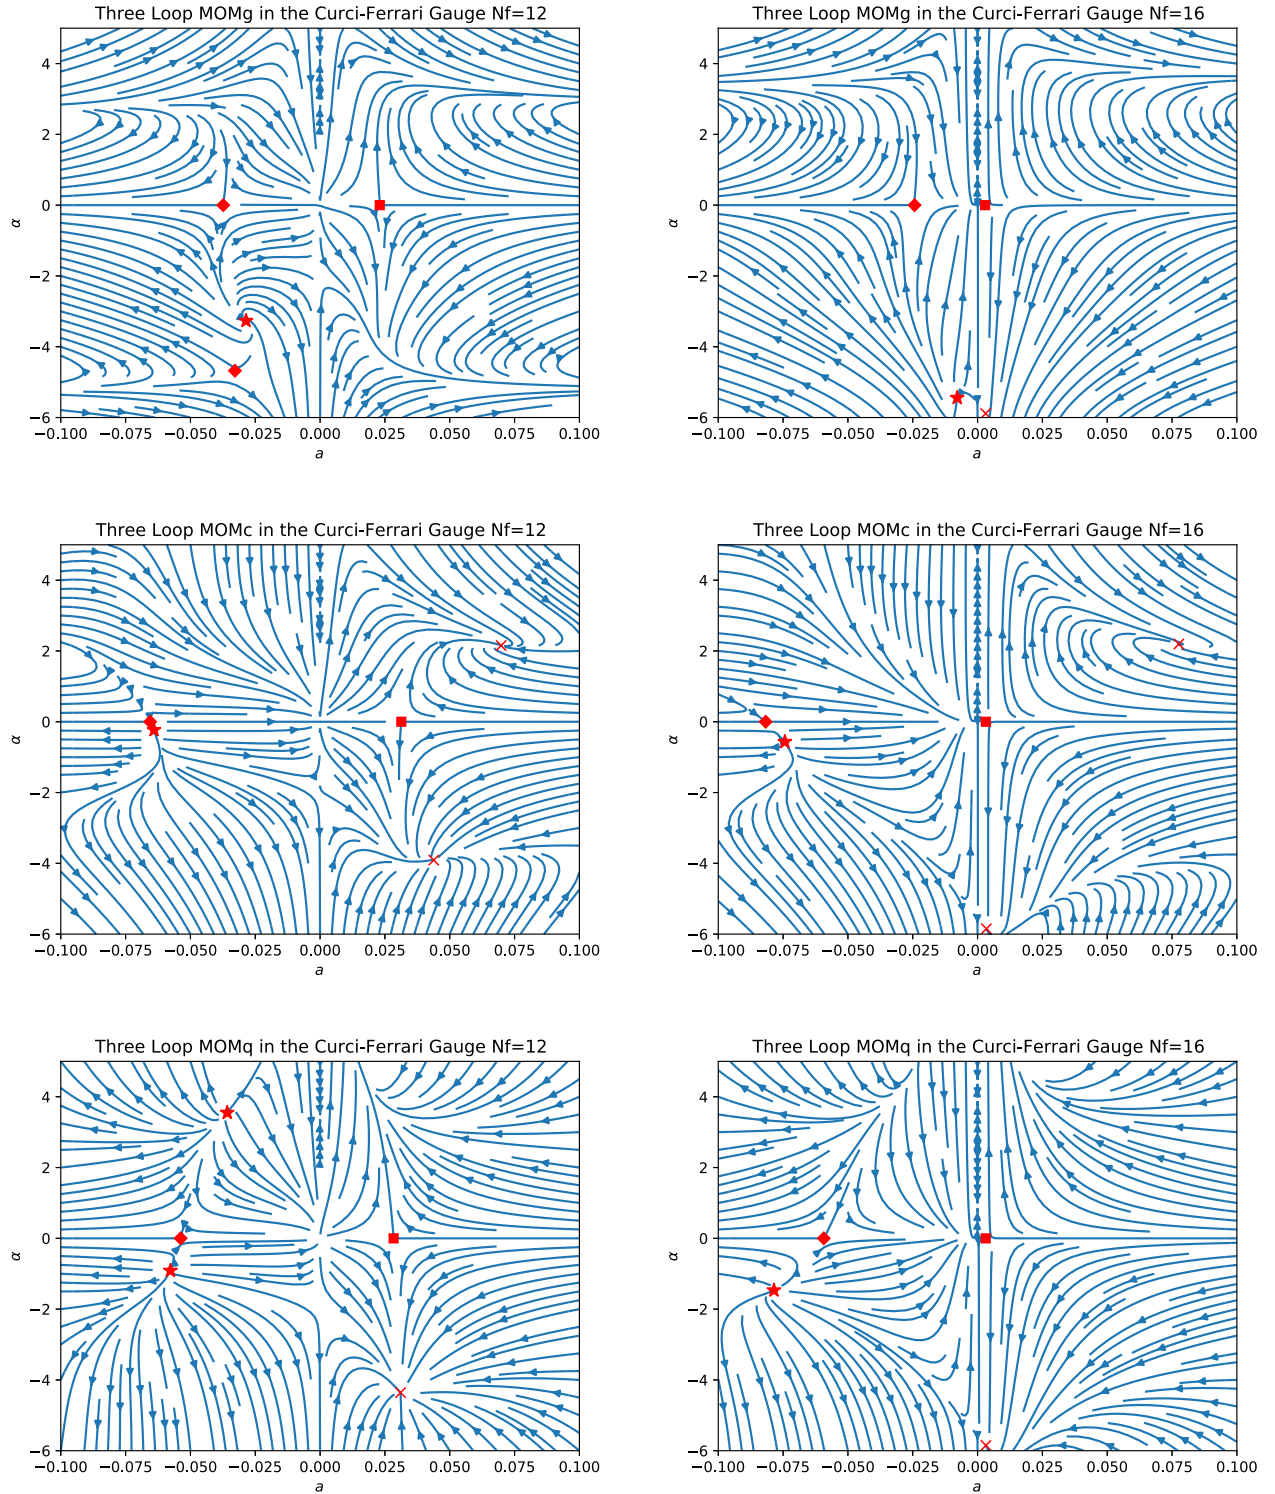 Three Loop MOMg in the Curci-Ferrari Gauge Nf=12
4
2
0
−2
−4
−6
α
−0.100 −0.075 −0.050 −0.025 0.000 0.025 0.050 0.075 0.100
a
Three Loop MOMg in the Curci-Ferrari Gauge Nf=16
4
2
0
−2
−4
−6
α
−0.100 −0.075 −0.050 −0.025 0.000 0.025 0.050 0.075 0.100
a
Three Loop MOMc in the Curci-Ferrari Gauge Nf=12
4
2
0
−2
−4
−6
α
−0.100 −0.075 −0.050 −0.025 0.000 0.025 0.050 0.075 0.100
a
Three Loop MOMc in the Curci-Ferrari Gauge Nf=16
4
2
0
−2
−4
−6
α
−0.100 −0.075 −0.050 −0.025 0.000 0.025 0.050 0.075 0.100
a
Three Loop MOMq in the Curci-Ferrari Gauge Nf=12
4
2
0
−2
−4
−6
α
−0.100 −0.075 −0.050 −0.025 0.000 0.025 0.050 0.075 0.100
a
Three Loop MOMq in the Curci-Ferrari Gauge Nf=16
4
2
0
−2
−4
−6
α
−0.100 −0.075 −0.050 −0.025 0.000 0.025 0.050 0.075 0.100
a